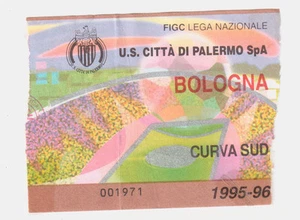 FIGC LEGA NAZIONALE
U.S. CITTÀ DI PALERMO SpA
BOLOGNA
CURVA SUD
001971
1995-96